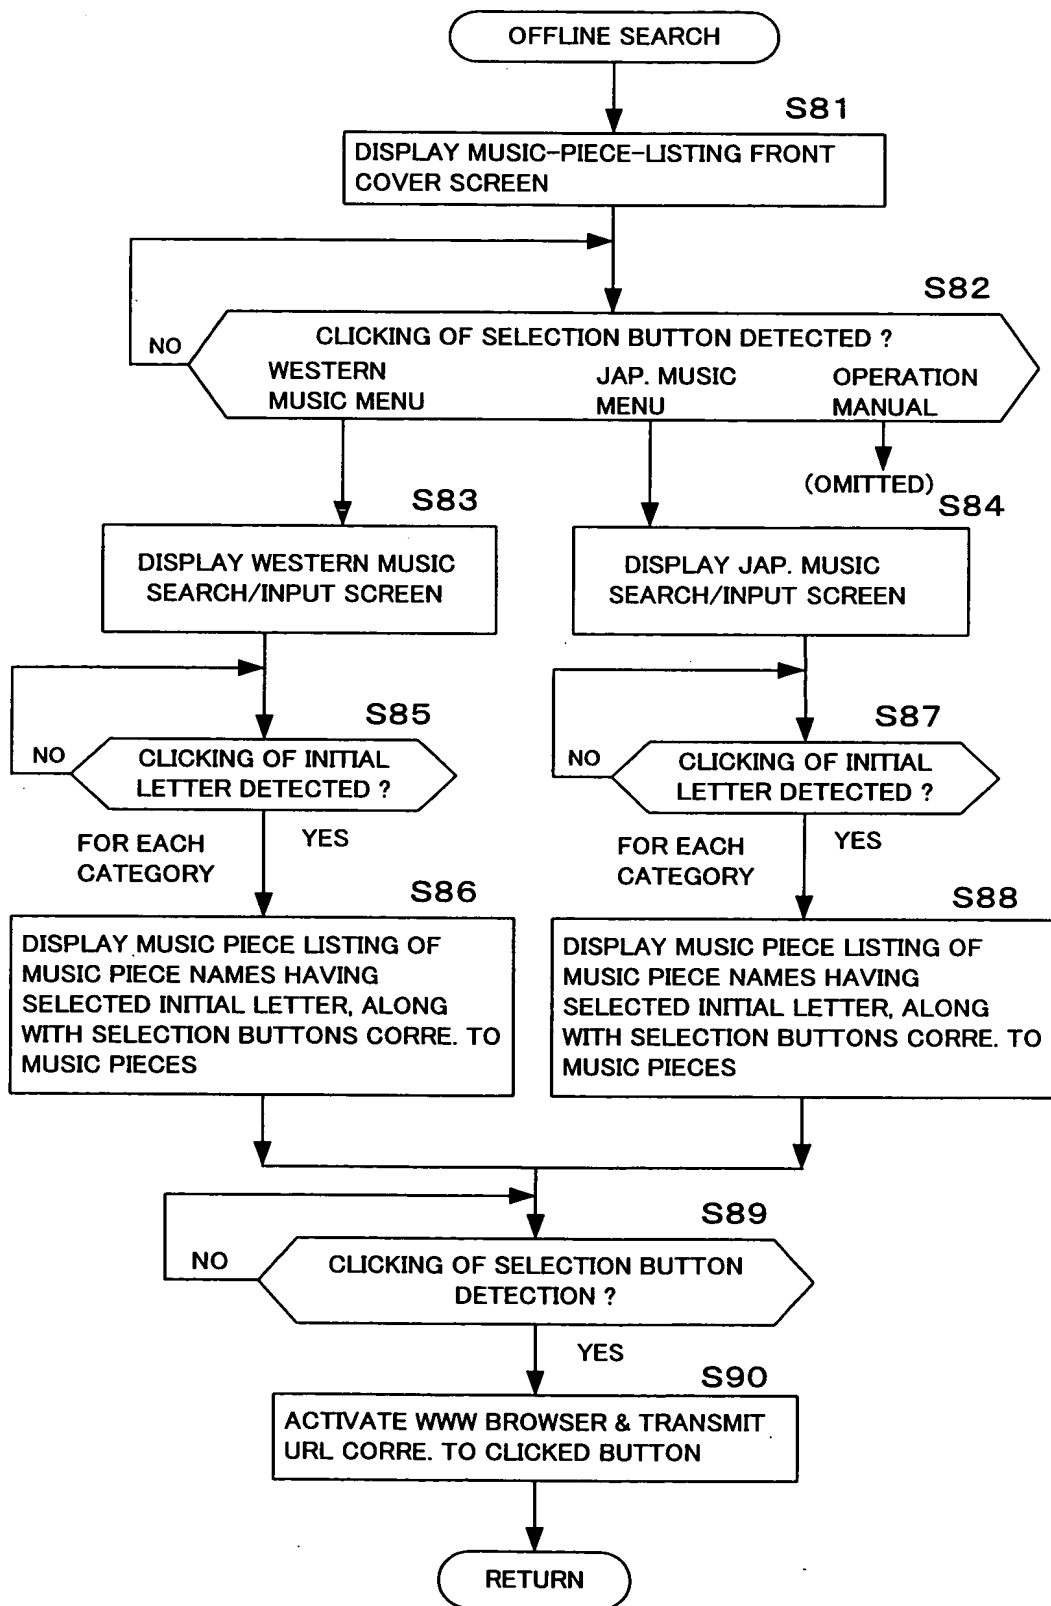 OFFLINE SEARCH
S81
DISPLAY MUSIC-PIECE-LISTING FRONT
COVER SCREEN
S82
CLICKING OF SELECTION BUTTON DETECTED ?
NO
WESTERN
MUSIC MENU
JAP. MUSIC
MENU
OPERATION
MANUAL
(OMITTED)
S83
DISPLAY WESTERN MUSIC
SEARCH/INPUT SCREEN
S84
DISPLAY JAP. MUSIC
SEARCH/INPUT SCREEN
S85
NO
CLICKING OF INITIAL
LETTER DETECTED ?
FOR EACH
CATEGORY
YES
S87
NO
CLICKING OF INITIAL
LETTER DETECTED ?
FOR EACH
CATEGORY
YES
S86
DISPLAY MUSIC PIECE LISTING OF
MUSIC PIECE NAMES HAVING
SELECTED INITIAL LETTER, ALONG
WITH SELECTION BUTTONS CORRE. TO
MUSIC PIECES
S88
DISPLAY MUSIC PIECE LISTING OF
MUSIC PIECE NAMES HAVING
SELECTED INITIAL LETTER, ALONG
WITH SELECTION BUTTONS CORRE. TO
MUSIC PIECES
S89
NO
CLICKING OF SELECTION BUTTON
DETECTION ?
YES
S90
ACTIVATE WWW BROWSER & TRANSMIT
URL CORRE. TO CLICKED BUTTON
RETURN